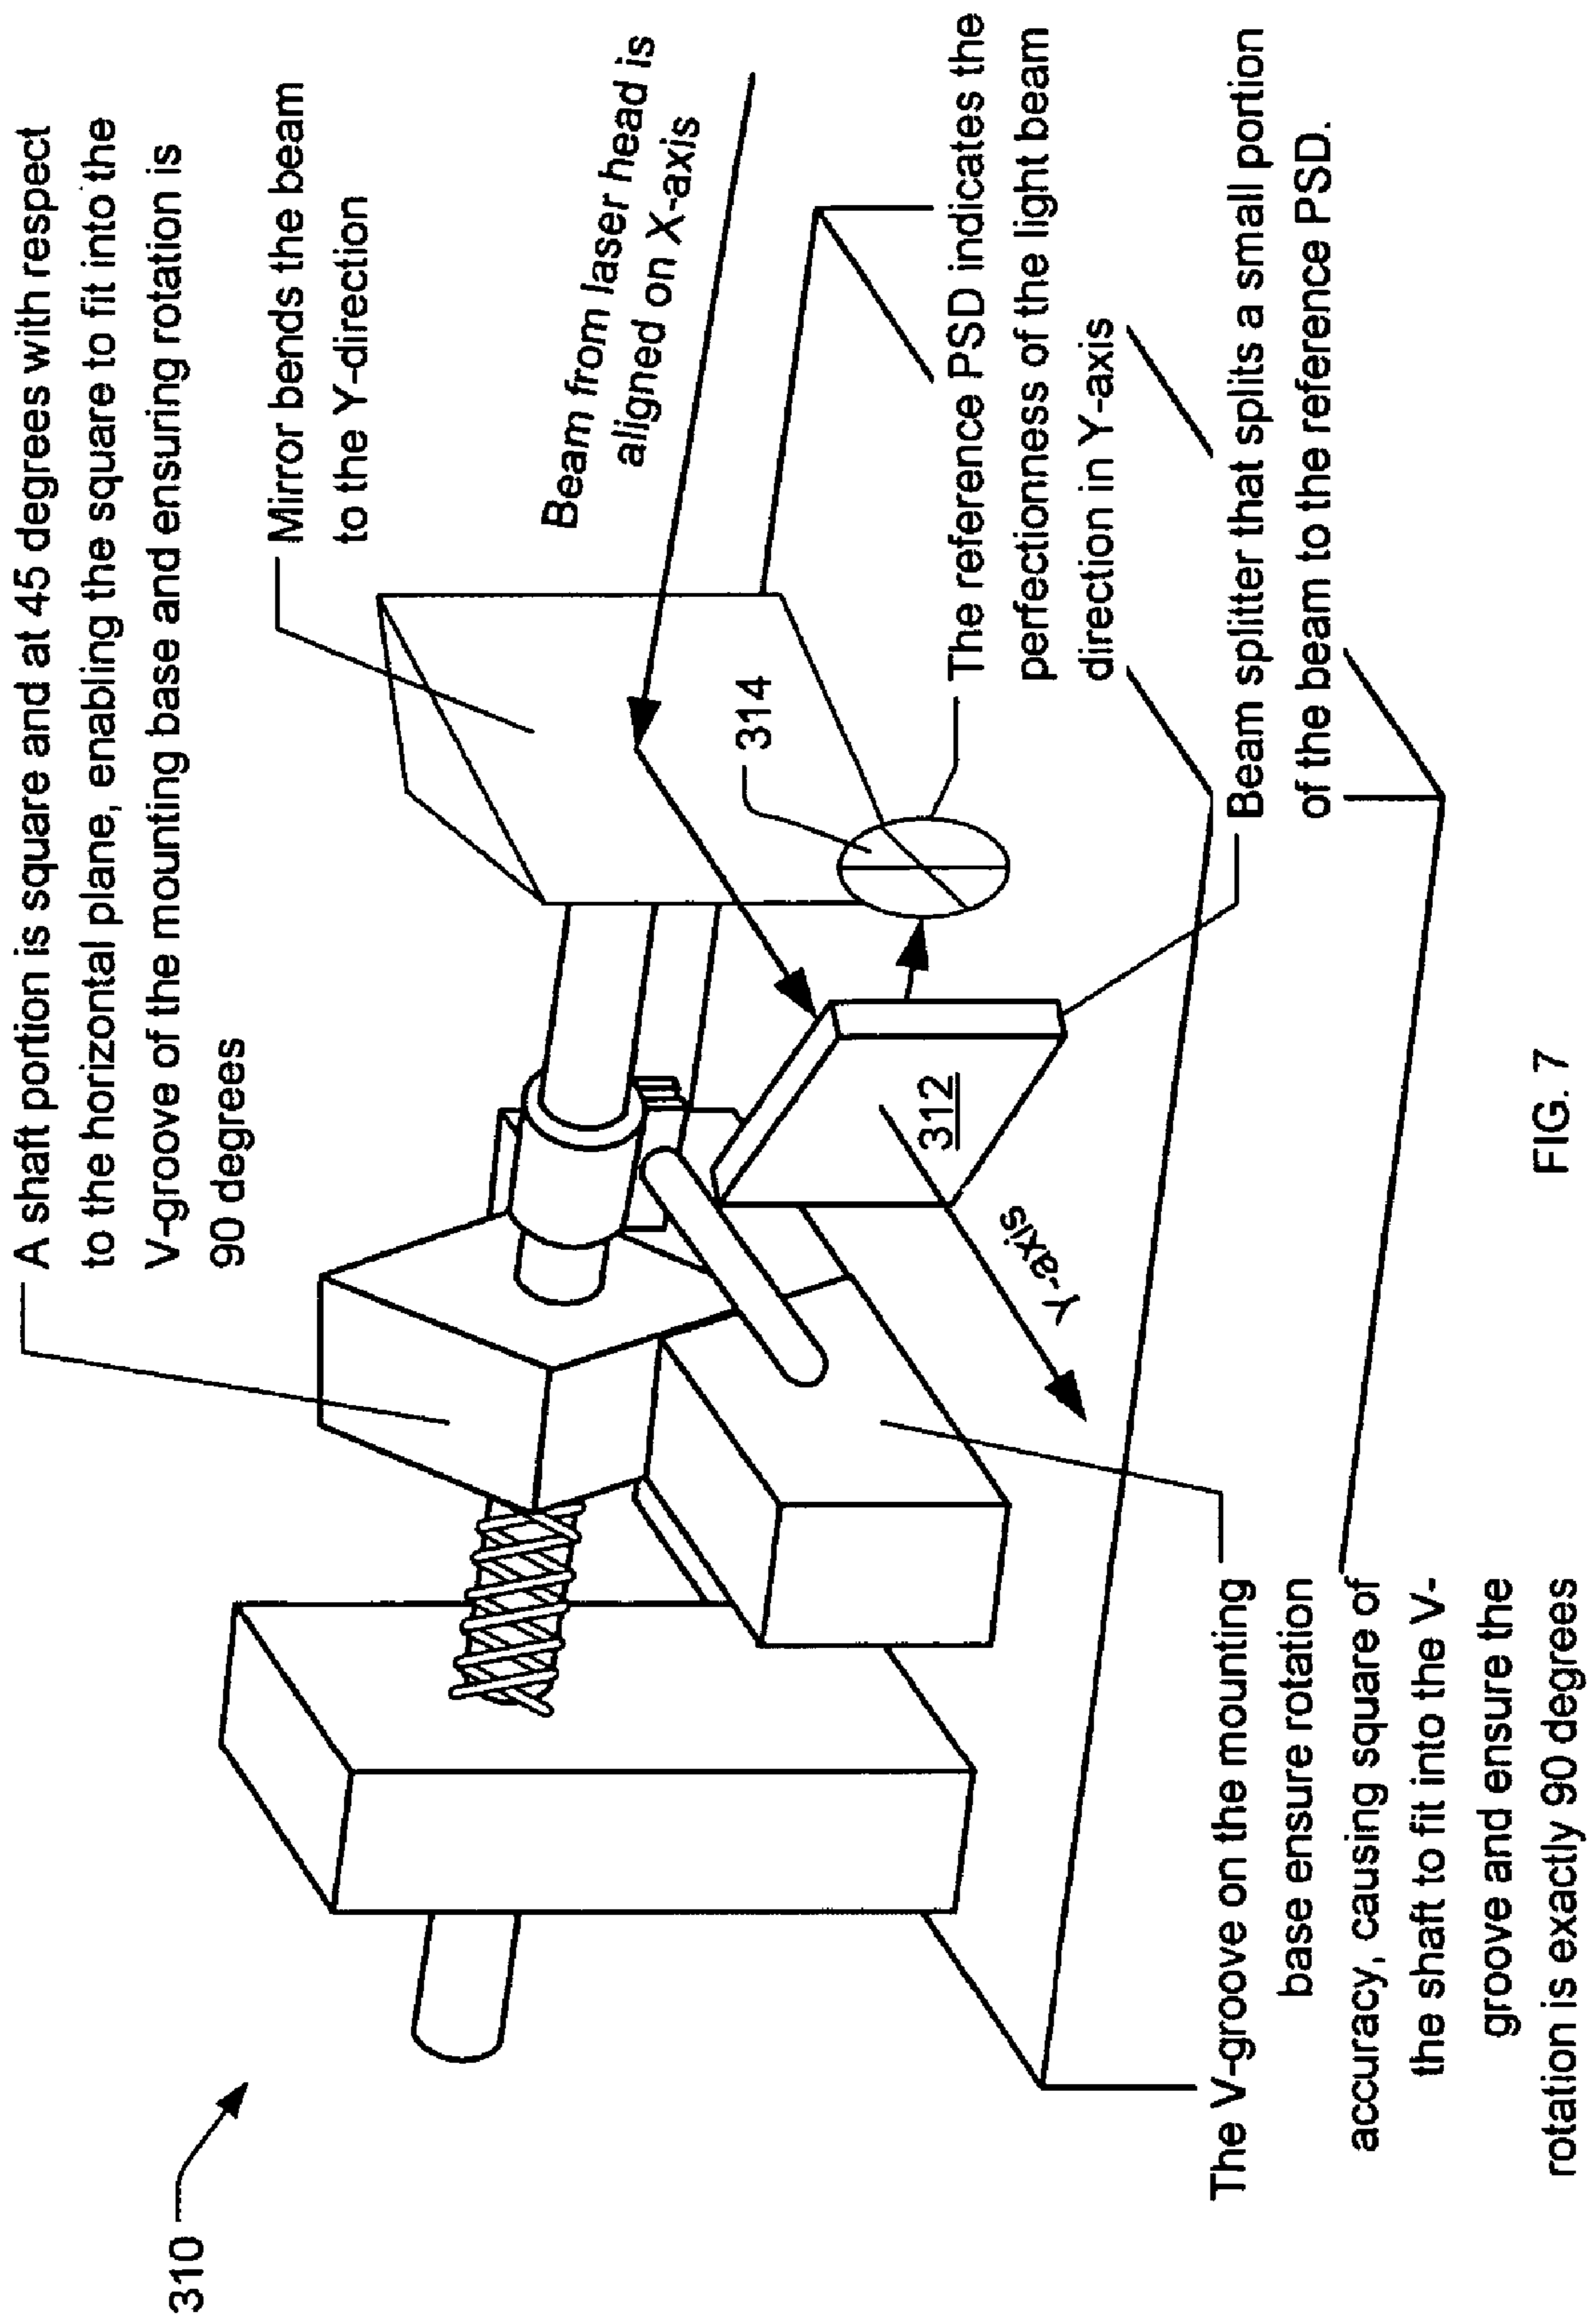 A shaft portion is square and at 45 degrees with respect
to the horizontal plane, enabling the square to fit into the
V-groove of the mounting base and ensuring rotation is
90 degrees
Mirror bends the beam
to the Y-direction
Beam from laser head is
aligned on X-axis
310
314
The reference PSD indicates the
perfectionness of the light beam
direction in Y-axis
312
Y-axis
Beam splitter that splits a small portion
of the beam to the reference PSD.
The V-groove on the mounting
base ensure rotation
accuracy, causing square of
the shaft to fit into the V-
groove and ensure the
rotation is exactly 90 degrees
FIG. 7